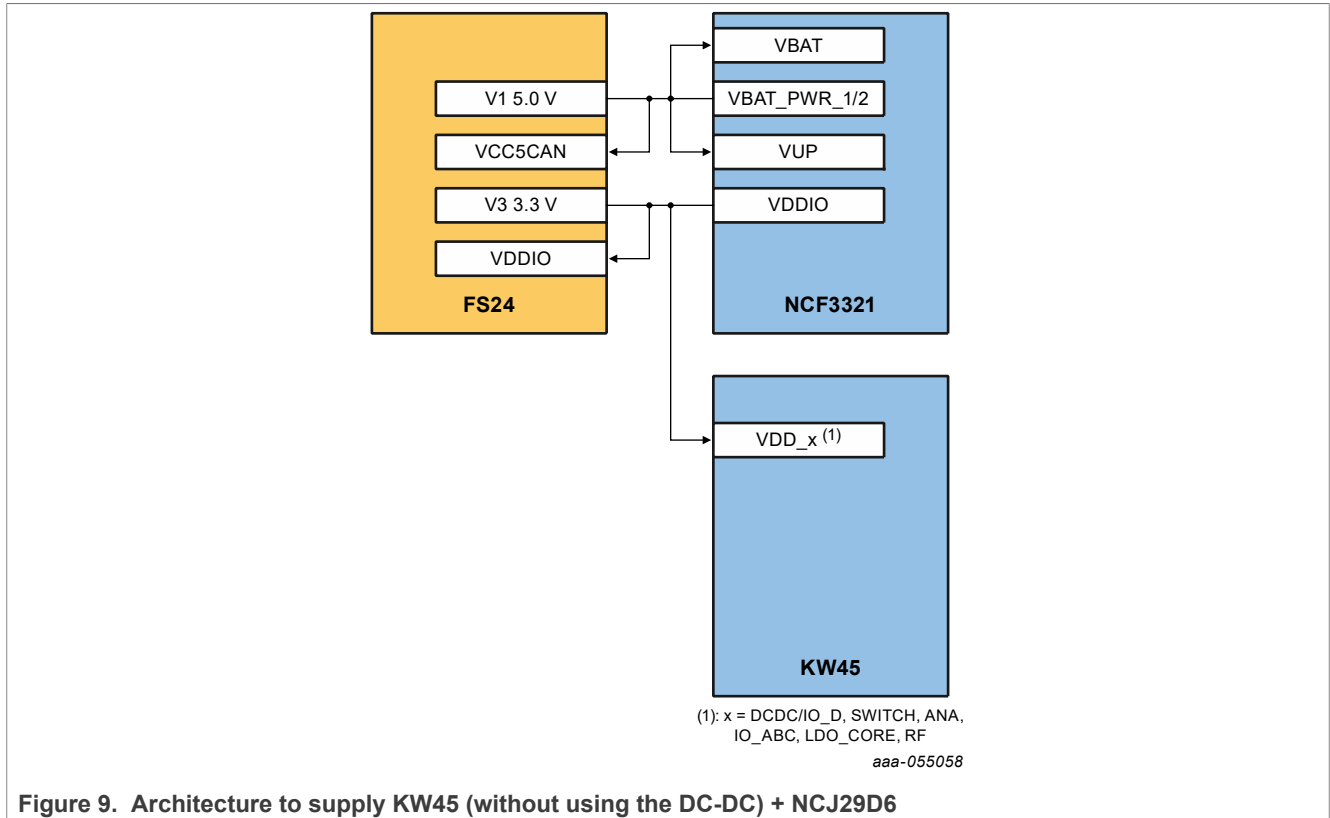 VBAT
V1 5.0 V
VBAT_PWR_1/2
VCC5CAN
VUP
V3 3.3 V
VDDIO
VDDIO
FS24
NCF3321
VDD_x (1)
KW45
(1): x = DCDC/IO_D, SWITCH, ANA,
IO_ABC, LDO_CORE, RF
aaa-055058
Figure 9. Architecture to supply KW45 (without using the DC-DC) + NCJ29D6